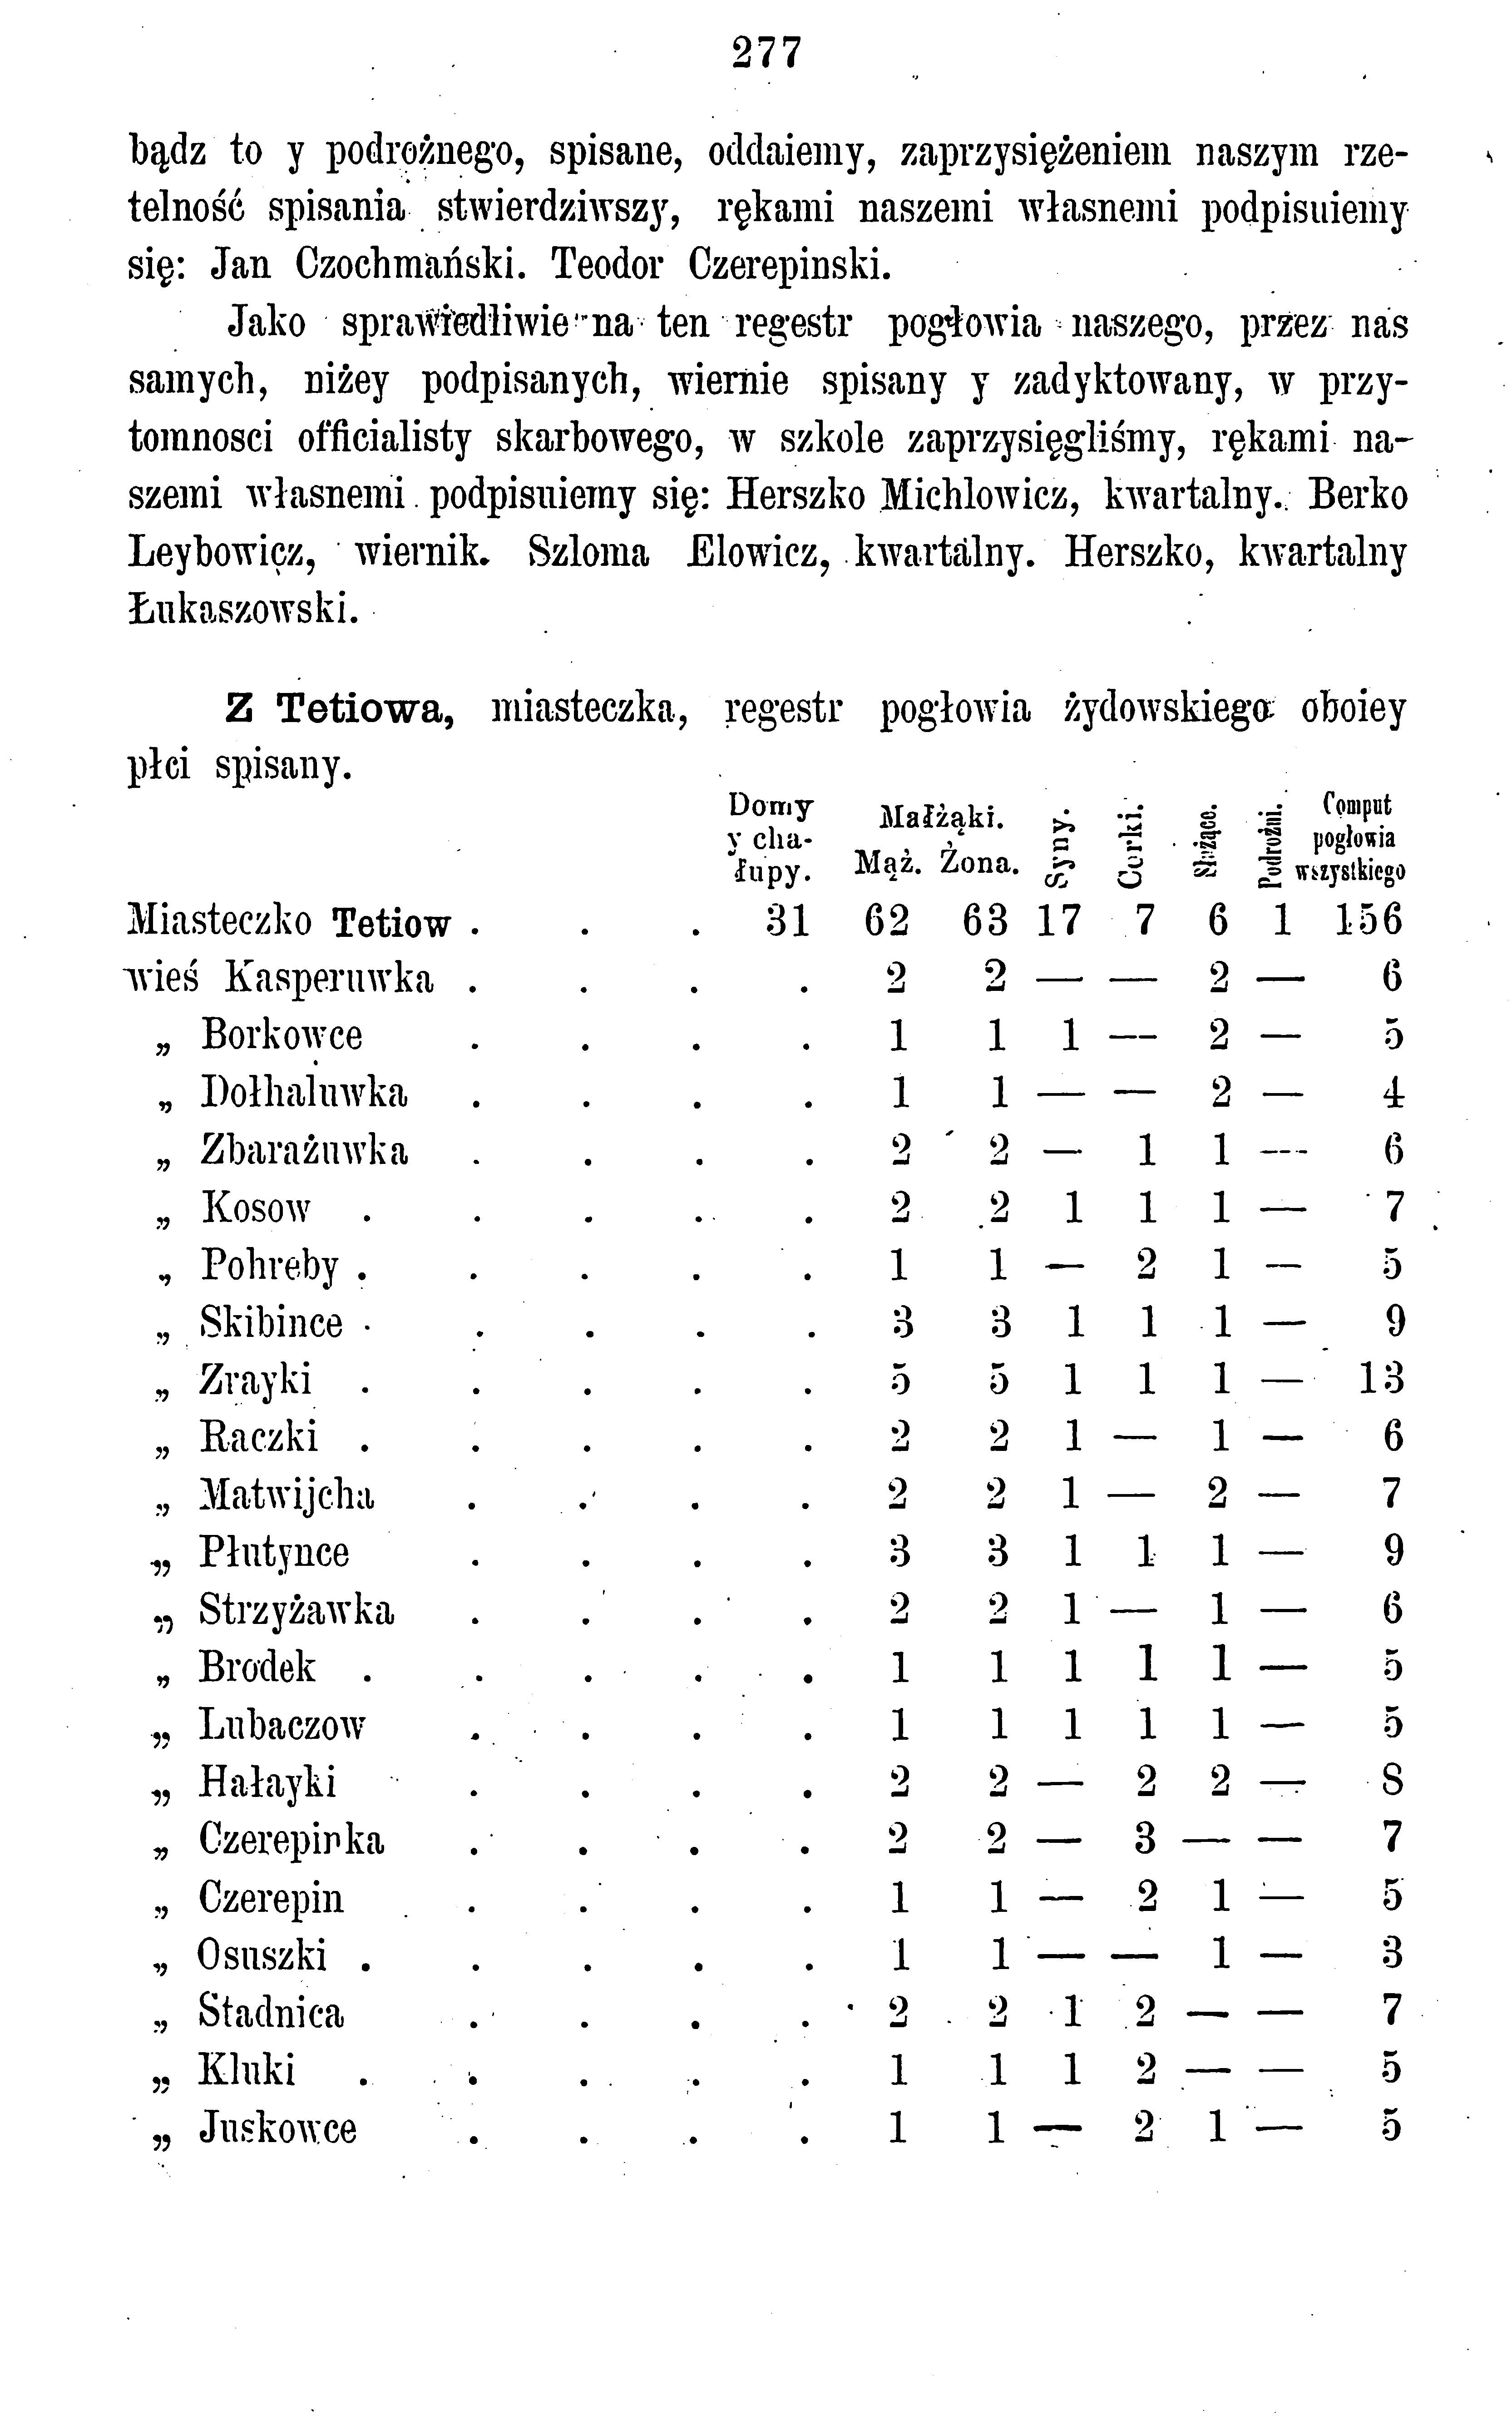 277
bądz to y podrożnego, spisane, oddaiemy, zaprzysiężeniem naszym rze-
telność spisania stwierdziwszy, rękami naszemi własnemi podpisuiemy
się: Jan Czochmański. Teodor Czerepinski.
Jako sprawiedliwie na ten regestr pogłowia naszego, przez nas
samych, niżey podpisanych, wiernie spisany y zadyktowany, w przy-
tomnosci officialisty skarbowego, w szkole zaprzysięgliśmy, rękami na-
szemi własnemi podpisuiemy się: Herszko Michlowicz, kwartalny. Berko
Leybowicz, wiernik. Szloma Elowicz, kwartalny. Herszko, kwartalny
Łukaszowski.
Z Tetiowa, miasteczka, regestr pogłowia żydowskiego oboiey
płci spisany.
Domy y cha- łupy. Małżąki. Mąż. Żona. Syny. Corki. Służące. Podrożni. Comput pogłowia wszystkiego
Miasteczko Tetiow . . . 31 62 63 17 7 6 1 156
wieś Kasperuwka . . . . 2 2 — — 2 — 6
„ Borkowce . . . . 1 1 1 — 2 — 5
„ Dołhaluwka . . . . 1 1 — — 2 — 4
„ Zbarażuwka . . . . 2 2 — 1 1 — 6
„ Kosow . . . . . 2 2 1 1 1 — 7
„ Pohreby . . . . . 1 1 — 2 1 — 5
„ Skibince . . . . . 3 3 1 1 1 — 9
„ Zrayki . . . . . 5 5 1 1 1 — 13
„ Raczki . . . . . 2 2 1 — 1 — 6
„ Matwijcha . . . . 2 2 1 — 2 — 7
„ Płutynce . . . . 3 3 1 1 1 — 9
„ Strzyżawka . . . . 2 2 1 — 1 — 6
„ Brodek . . . . . 1 1 1 1 1 — 5
„ Lubaczow . . . . 1 1 1 1 1 — 5
„ Hałayki . . . . 2 2 — 2 2 — 8
„ Czerepinka . . . . 2 2 — 3 — — 7
„ Czerepin . . . . 1 1 — 2 1 — 5
„ Osuszki . . . . . 1 1 — — 1 — 3
„ Stadnica . . . . 2 2 1 2 — — 7
„ Kluki . . . . . 1 1 1 2 — — 5
„ Juskowce . . . . 1 1 — 2 1 — 5